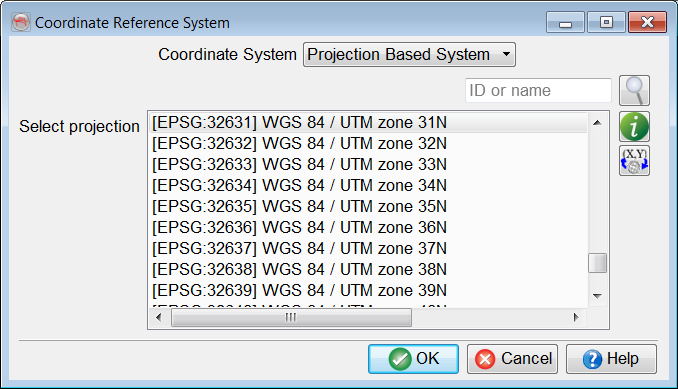 Coordinate Reference System
Coordinate System Projection Based System
ID or name
Select projection
[EPSG:32631] WGS 84 / UTM zone 31N
[EPSG:32632] WGS 84 / UTM zone 32N
[EPSG:32633] WGS 84 / UTM zone 33N
[EPSG:32634] WGS 84 / UTM zone 34N
[EPSG:32635] WGS 84 / UTM zone 35N
[EPSG:32636] WGS 84 / UTM zone 36N
[EPSG:32637] WGS 84 / UTM zone 37N
[EPSG:32638] WGS 84 / UTM zone 38N
[EPSG:32639] WGS 84 / UTM zone 39N
(X,Y)
OK Cancel Help